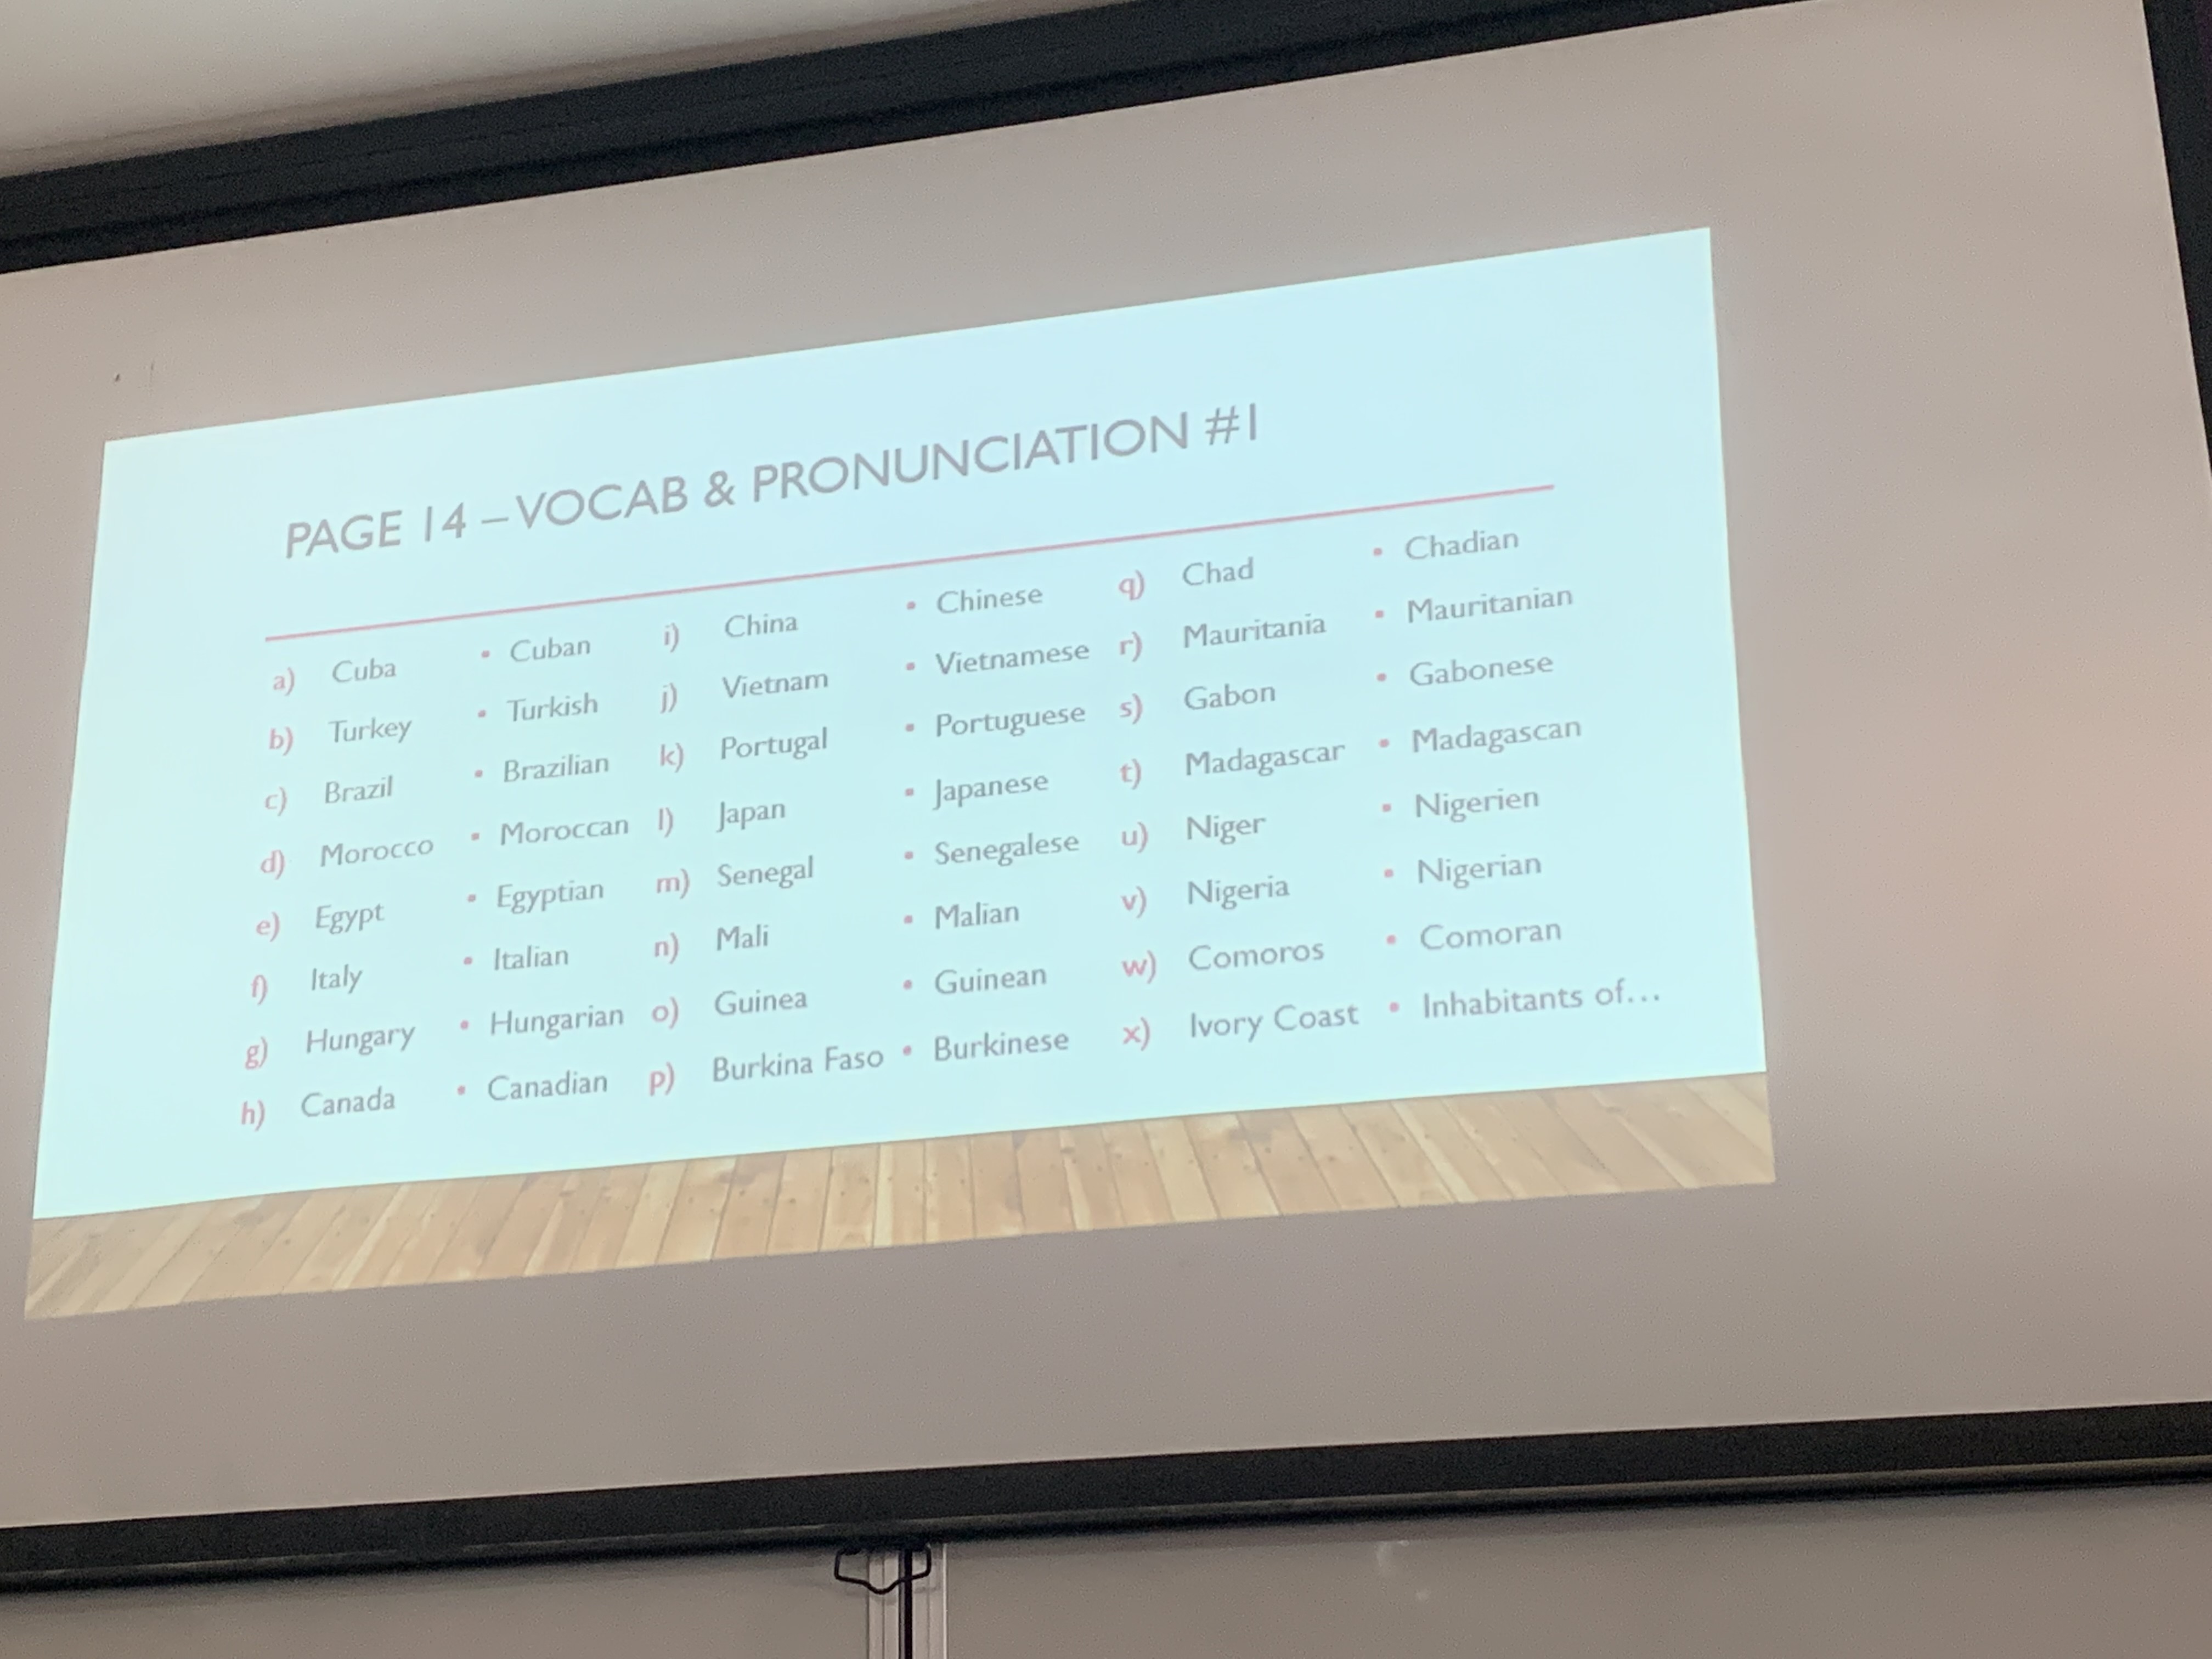 PAGE 14 – VOCAB & PRONUNCIATION #1
a) Cuba • Cuban
b) Turkey • Turkish
c) Brazil • Brazilian
d) Morocco • Moroccan
e) Egypt • Egyptian
f) Italy • Italian
g) Hungary • Hungarian
h) Canada • Canadian
i) China • Chinese
j) Vietnam • Vietnamese
k) Portugal • Portuguese
l) Japan • Japanese
m) Senegal • Senegalese
n) Mali • Malian
o) Guinea • Guinean
p) Burkina Faso • Burkinese
q) Chad • Chadian
r) Mauritania • Mauritanian
s) Gabon • Gabonese
t) Madagascar • Madagascan
u) Niger • Nigerien
v) Nigeria • Nigerian
w) Comoros • Comoran
x) Ivory Coast • Inhabitants of...